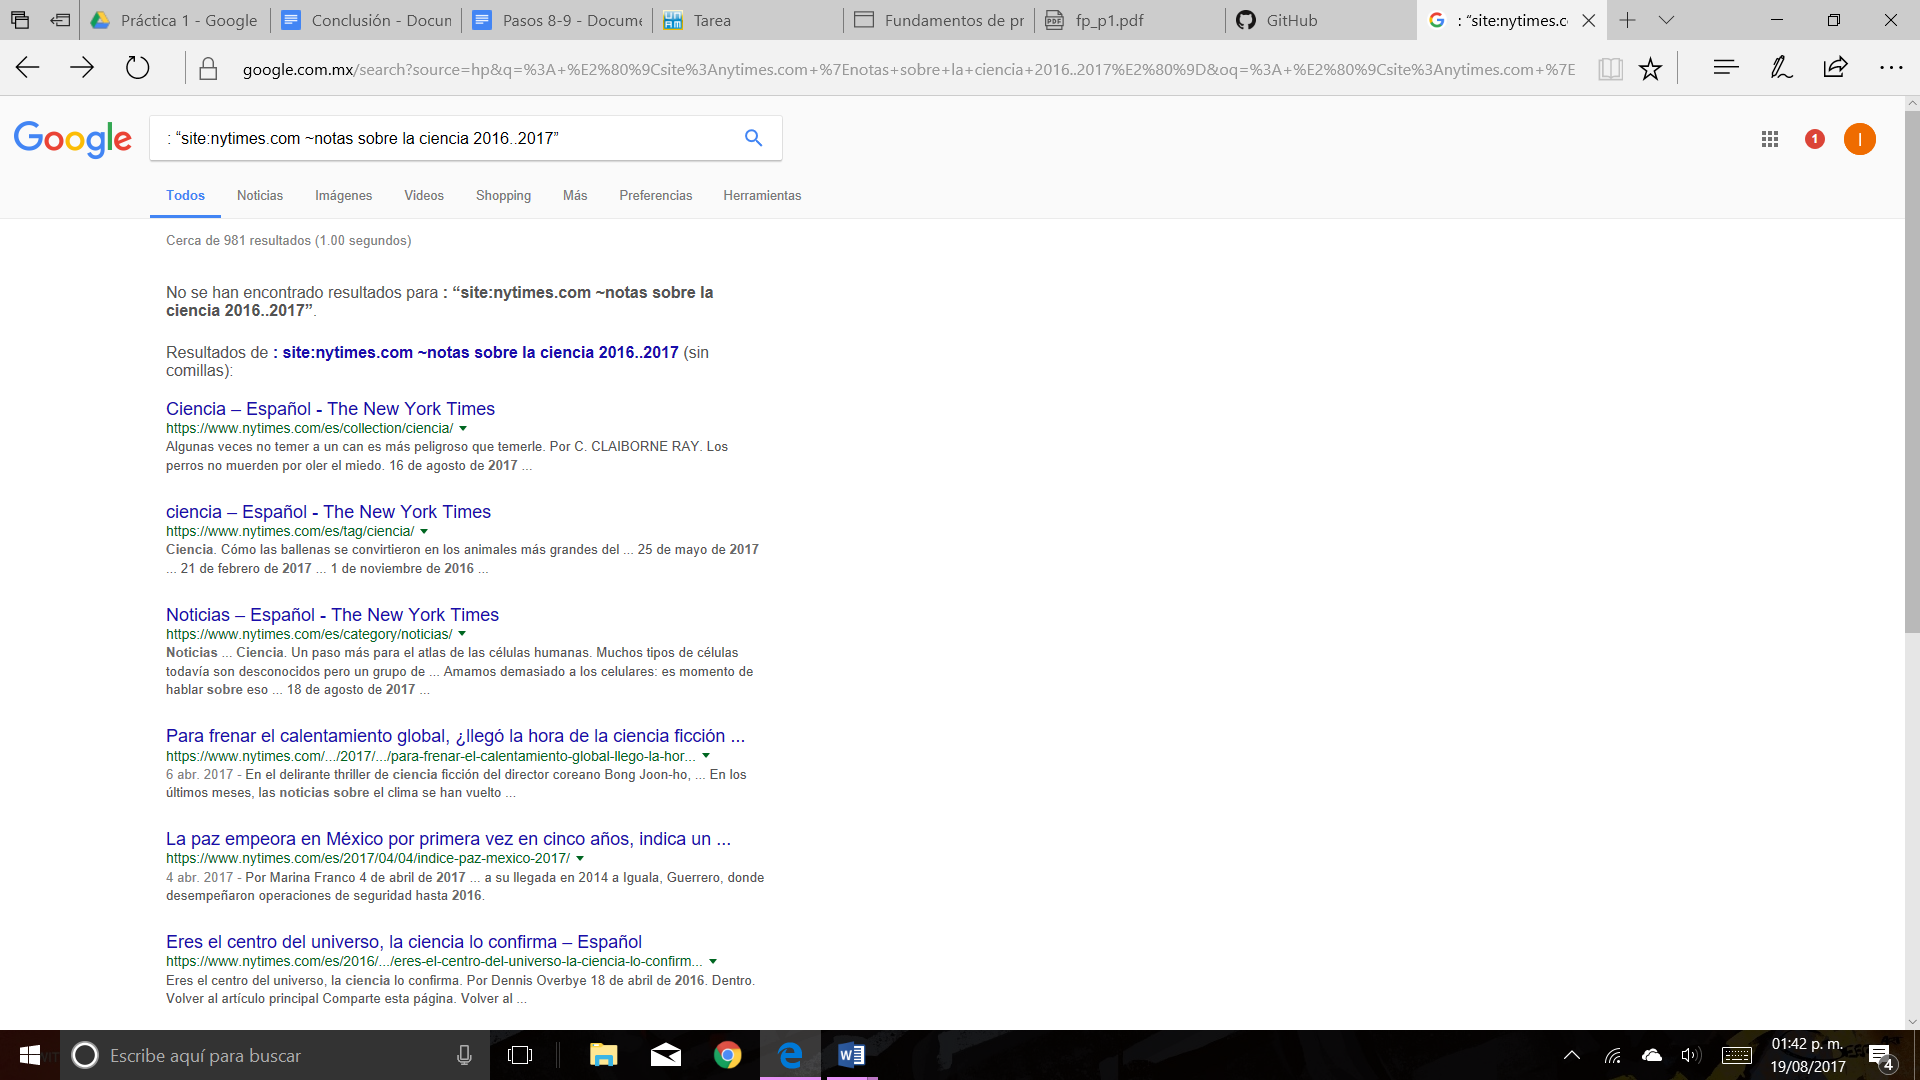 Práctica 1 - Google
Conclusión - Docum
Pasos 8-9 - Docume
Tarea
Fundamentos de pr
fp_p1.pdf
GitHub
: “site:nytimes.c
google.com.mx/search?source=hp&q=%3A+%E2%80%9Csite%3Anytimes.com+%7Enotas+sobre+la+ciencia+2016..2017%E2%80%9D&oq=%3A+%E2%80%9Csite%3Anytimes.com+%7E
Google
: “site:nytimes.com ~notas sobre la ciencia 2016..2017”
1
I
Todos Noticias Imágenes Videos Shopping Más Preferencias Herramientas
Cerca de 981 resultados (1.00 segundos)
No se han encontrado resultados para : “site:nytimes.com ~notas sobre la
ciencia 2016..2017”.
Resultados de : site:nytimes.com ~notas sobre la ciencia 2016..2017 (sin
comillas):
Ciencia – Español - The New York Times
https://www.nytimes.com/es/collection/ciencia/
Algunas veces no temer a un can es más peligroso que temerle. Por C. CLAIBORNE RAY. Los
perros no muerden por oler el miedo. 16 de agosto de 2017 ...
ciencia – Español - The New York Times
https://www.nytimes.com/es/tag/ciencia/
Ciencia. Cómo las ballenas se convirtieron en los animales más grandes del ... 25 de mayo de 2017
... 21 de febrero de 2017 ... 1 de noviembre de 2016 ...
Noticias – Español - The New York Times
https://www.nytimes.com/es/category/noticias/
Noticias ... Ciencia. Un paso más para el atlas de las células humanas. Muchos tipos de células
todavía son desconocidos pero un grupo de ... Amamos demasiado a los celulares: es momento de
hablar sobre eso ... 18 de agosto de 2017 ...
Para frenar el calentamiento global, ¿llegó la hora de la ciencia ficción ...
https://www.nytimes.com/.../2017/.../para-frenar-el-calentamiento-global-llego-la-hor...
6 abr. 2017 - En el delirante thriller de ciencia ficción del director coreano Bong Joon-ho, ... En los
últimos meses, las noticias sobre el clima se han vuelto ...
La paz empeora en México por primera vez en cinco años, indica un ...
https://www.nytimes.com/es/2017/04/04/indice-paz-mexico-2017/
4 abr. 2017 - Por Marina Franco 4 de abril de 2017 ... a su llegada en 2014 a Iguala, Guerrero, donde
desempeñaron operaciones de seguridad hasta 2016.
Eres el centro del universo, la ciencia lo confirma – Español
https://www.nytimes.com/es/2016/.../eres-el-centro-del-universo-la-ciencia-lo-confirm...
Eres el centro del universo, la ciencia lo confirma. Por Dennis Overbye 18 de abril de 2016. Dentro.
Volver al artículo principal Comparte esta página. Volver al ...
Escribe aquí para buscar
01:42 p. m.
19/08/2017
4